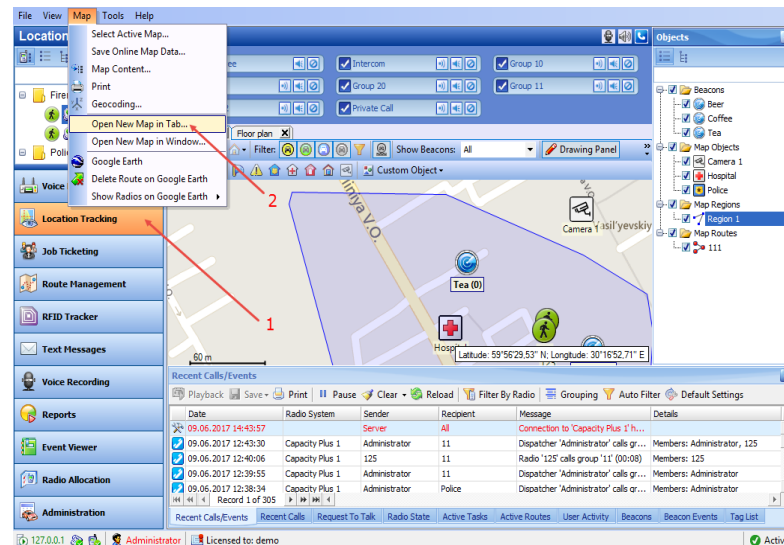 File View Map Tools Help
Location
Objects
Select Active Map...
Save Online Map Data...
Map Content...
Print
Geocoding...
Open New Map in Tab...
Open New Map in Window...
Google Earth
Delete Route on Google Earth
Show Radios on Google Earth
Intercom
Group 10
Group 20
Group 11
Private Call
Floor plan
Filter:
Show Beacons: All
Drawing Panel
Custom Object
Beacons
Beer
Coffee
Tea
Map Objects
Camera 1
Hospital
Police
Map Regions
Region 1
Map Routes
111
Voice
Location Tracking
Job Ticketing
Route Management
RFID Tracker
Text Messages
Voice Recording
Reports
Event Viewer
Radio Allocation
Administration
2
1
V.O.
Camera 1
Tea (0)
60 m
Latitude: 59°56'29,53" N; Longitude: 30°16'52,71" E
Recent Calls/Events
Playback Save Print Pause Clear Reload Filter By Radio Grouping Auto Filter Default Settings
Date Radio System Sender Recipient Message Details
09.06.2017 14:43:57 Server All Connection to 'Capacity Plus 1' h...
09.06.2017 12:43:30 Capacity Plus 1 Administrator 11 Dispatcher 'Administrator' calls gr... Members: Administrator, 125
09.06.2017 12:40:06 Capacity Plus 1 125 11 Radio '125' calls group '11' (00:08) Members: 125
09.06.2017 12:39:55 Capacity Plus 1 Administrator 11 Dispatcher 'Administrator' calls gr... Members: Administrator
09.06.2017 12:38:34 Capacity Plus 1 Administrator Police Dispatcher 'Administrator' calls gr... Members: Administrator
Record 1 of 305
Recent Calls/Events Recent Calls Request To Talk Radio State Active Tasks Active Routes User Activity Beacons Beacon Events Tag List
127.0.0.1 Administrator Licensed to: demo Active